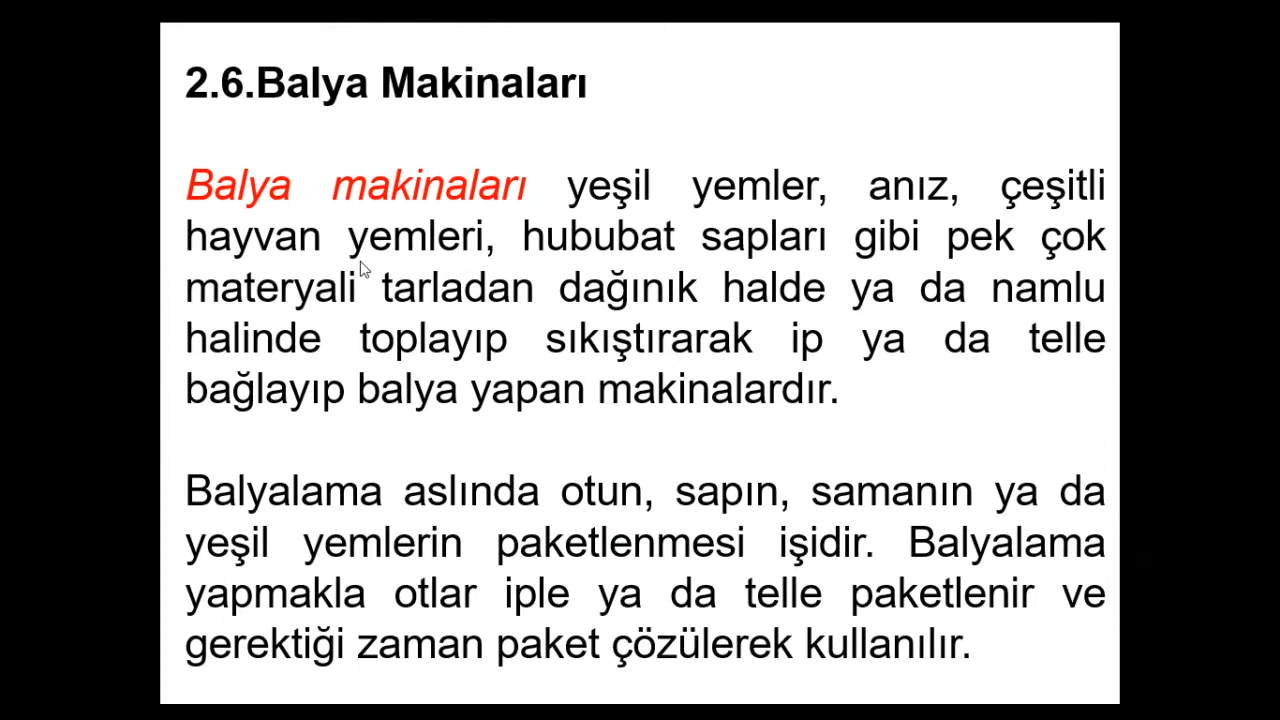 2.6.Balya Makinaları
Balya makinaları yeşil yemler, anız, çeşitli
hayvan yemleri, hububat sapları gibi pek çok
materyali tarladan dağınık halde ya da namlu
halinde toplayıp sıkıştırarak ip ya da telle
bağlayıp balya yapan makinalardır.
Balyalama aslında otun, sapın, samanın ya da
yeşil yemlerin paketlenmesi işidir. Balyalama
yapmakla otlar iple ya da telle paketlenir ve
gerektiği zaman paket çözülerek kullanılır.